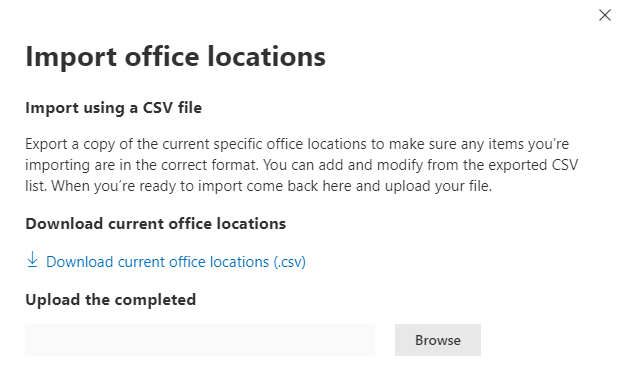 Import office locations
Import using a CSV file
Export a copy of the current specific office locations to make sure any items you’re
importing are in the correct format. You can add and modify from the exported CSV
list. When you’re ready to import come back here and upload your file.
Download current office locations
Download current office locations (.csv)
Upload the completed
Browse